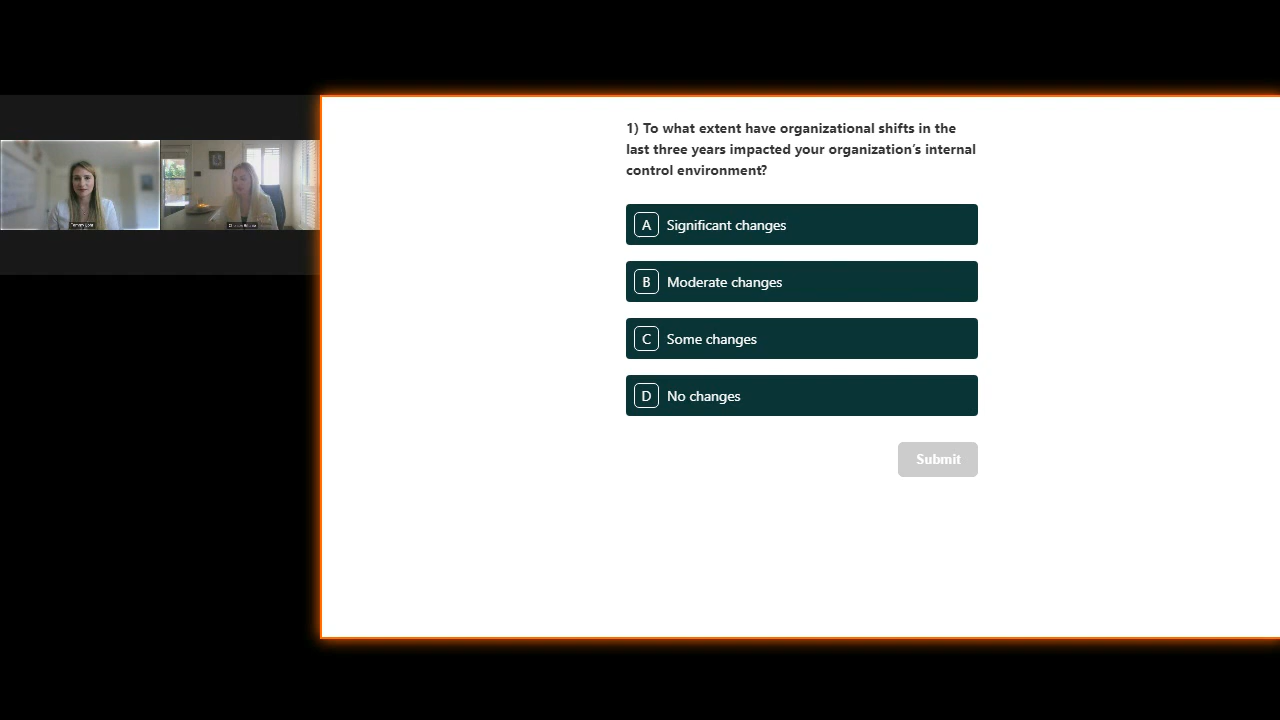 1) To what extent have organizational shifts in the
last three years impacted your organization's internal
control environment?
A Significant changes
B Moderate changes
C Some changes
D No changes
Submit